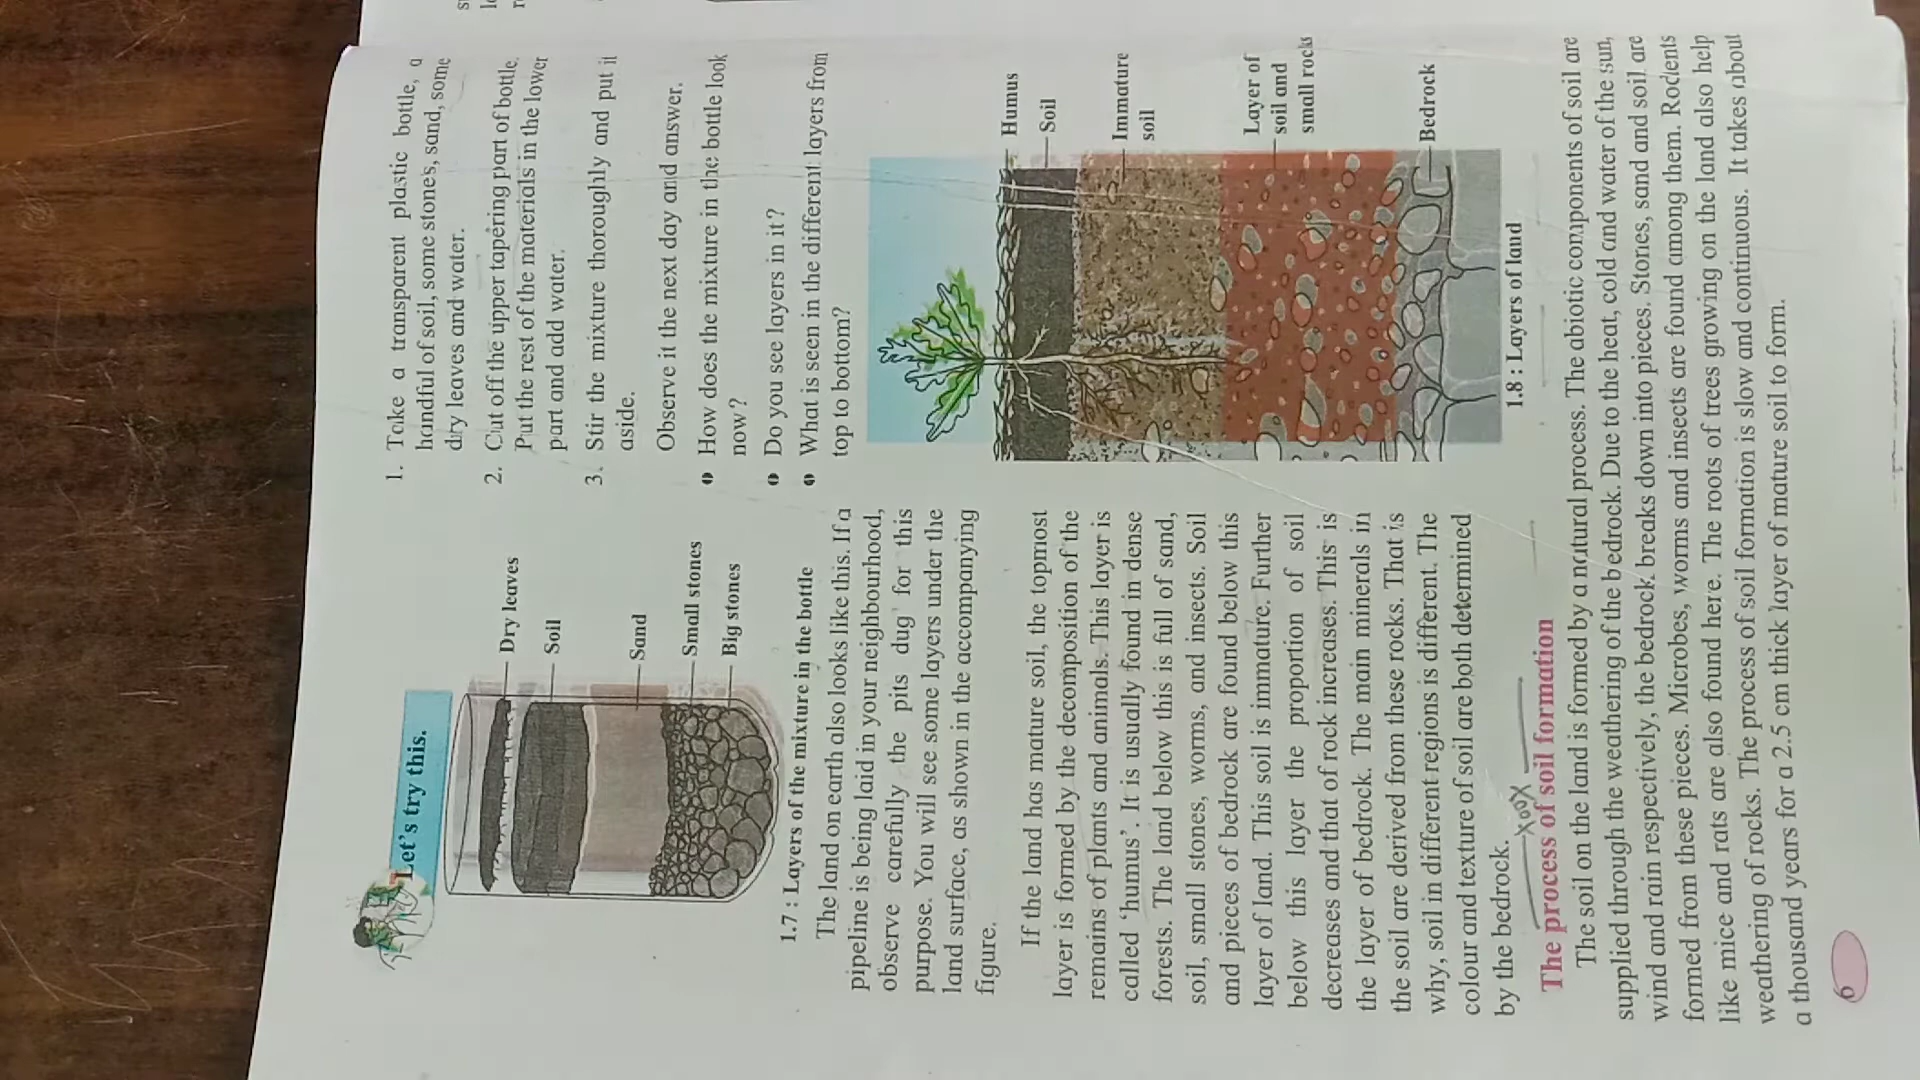 Let's try this.
Dry leaves
Soil
Sand
Small stones
Big stones
1.7 : Layers of the mixture in the bottle
The land on earth also looks like this. If a
pipeline is being laid in your neighbourhood,
observe carefully the pits dug for this
purpose. You will see some layers under the
land surface, as shown in the accompanying
figure.
If the land has mature soil, the topmost
layer is formed by the decomposition of the
remains of plants and animals. This layer is
called 'humus'. It is usually found in dense
forests. The land below this is full of sand,
soil, small stones, worms, and insects. Soil
and pieces of bedrock are found below this
layer of land. This soil is immature. Further
below this layer the proportion of soil
decreases and that of rock increases. This is
the layer of bedrock. The main minerals in
the soil are derived from these rocks. That is
why, soil in different regions is different. The
colour and texture of soil are both determined
by the bedrock.
1. Take a transparent plastic bottle, a
handful of soil, some stones, sand, some
dry leaves and water.
2. Cut off the upper tapering part of bottle.
Put the rest of the materials in the lower
part and add water.
3. Stir the mixture thoroughly and put it
aside.
Observe it the next day and answer.
How does the mixture in the bottle look
now?
Do you see layers in it?
What is seen in the different layers from
top to bottom?
Humus
Soil
Immature
soil
Layer of
soil and
small rocks
Bedrock
1.8 : Layers of land
The process of soil formation
The soil on the land is formed by a natural process. The abiotic components of soil are
supplied through the weathering of the bedrock. Due to the heat, cold and water of the sun,
wind and rain respectively, the bedrock breaks down into pieces. Stones, sand and soil are
formed from these pieces. Microbes, worms and insects are found among them. Rodents
like mice and rats are also found here. The roots of trees growing on the land also help
weathering of rocks. The process of soil formation is slow and continuous. It takes about
a thousand years for a 2.5 cm thick layer of mature soil to form.
6